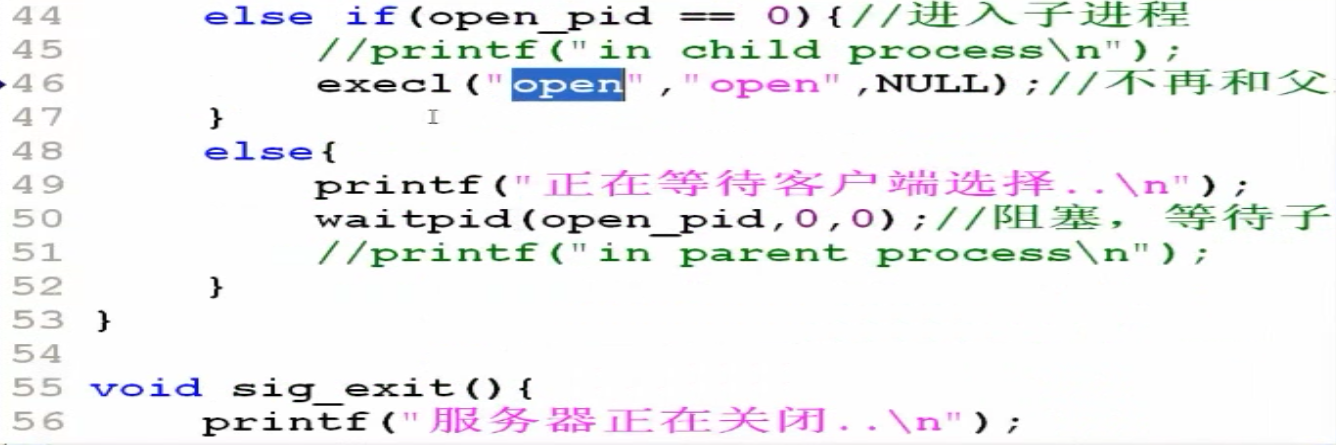 44 else if(open_pid == 0){//进入子进程
45 //printf("in child process\n");
46 execl("open" ,"open" ,NULL);//不再和父
47 }
48 else{
49 printf("正在等待客户端选择..\n");
50 waitpid(open_pid,0,0);//阻塞，等待子
51 //printf("in parent process\n");
52 }
53 }
54
55 void sig_exit(){
56 printf("服务器正在关闭..\n");